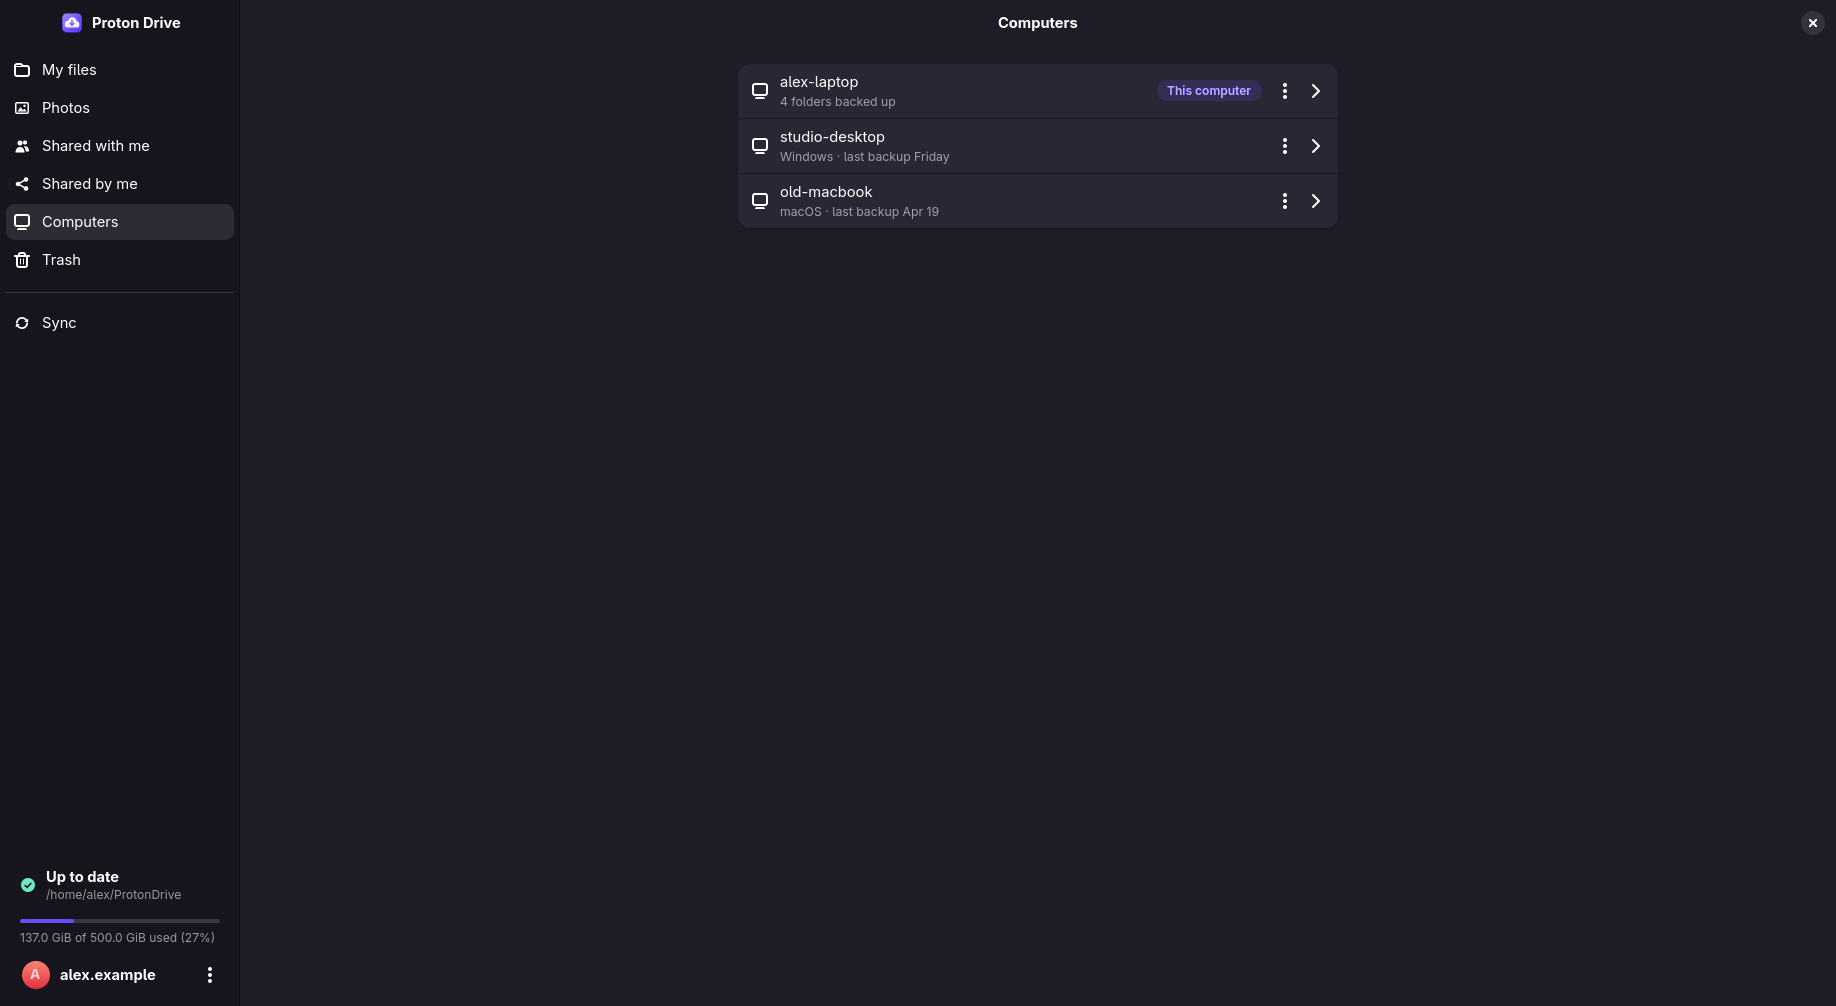 Proton Drive
My files
Photos
Shared with me
Shared by me
Computers
Trash
Sync
Up to date
/home/alex/ProtonDrive
137.0 GiB of 500.0 GiB used (27%)
A
alex.example
Computers
alex-laptop
4 folders backed up
This computer
studio-desktop
Windows · last backup Friday
old-macbook
macOS · last backup Apr 19